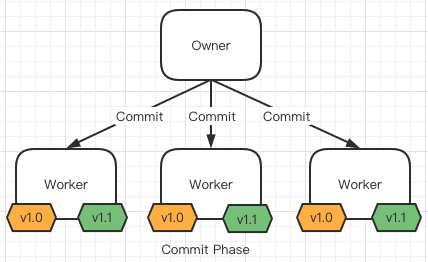 Owner
Commit Commit Commit
Worker Worker Worker
v1.0 v1.1 v1.0 v1.1 v1.0 v1.1
Commit Phase